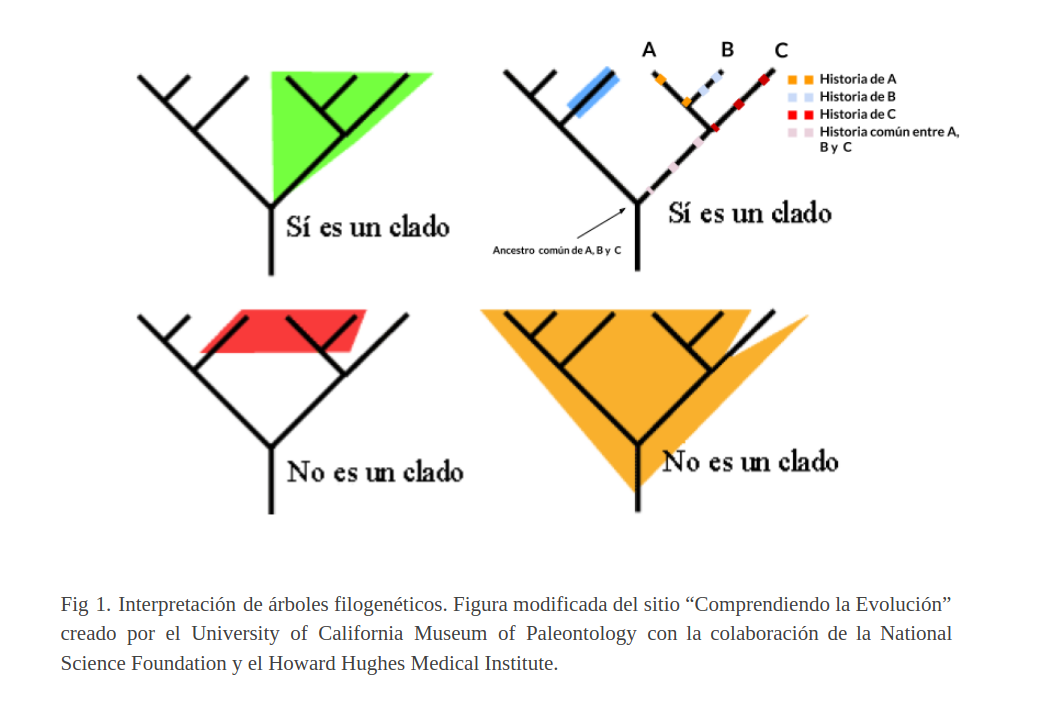 A B C
Historia de A
Historia de B
Historia de C
Historia común entre A,
B y C
Sí es un clado
Sí es un clado
Ancestro común de A, B y C
No es un clado
No es un clado
Fig 1. Interpretación de árboles filogenéticos. Figura modificada del sitio “Comprendiendo la Evolución”
creado por el University of California Museum of Paleontology con la colaboración de la National
Science Foundation y el Howard Hughes Medical Institute.